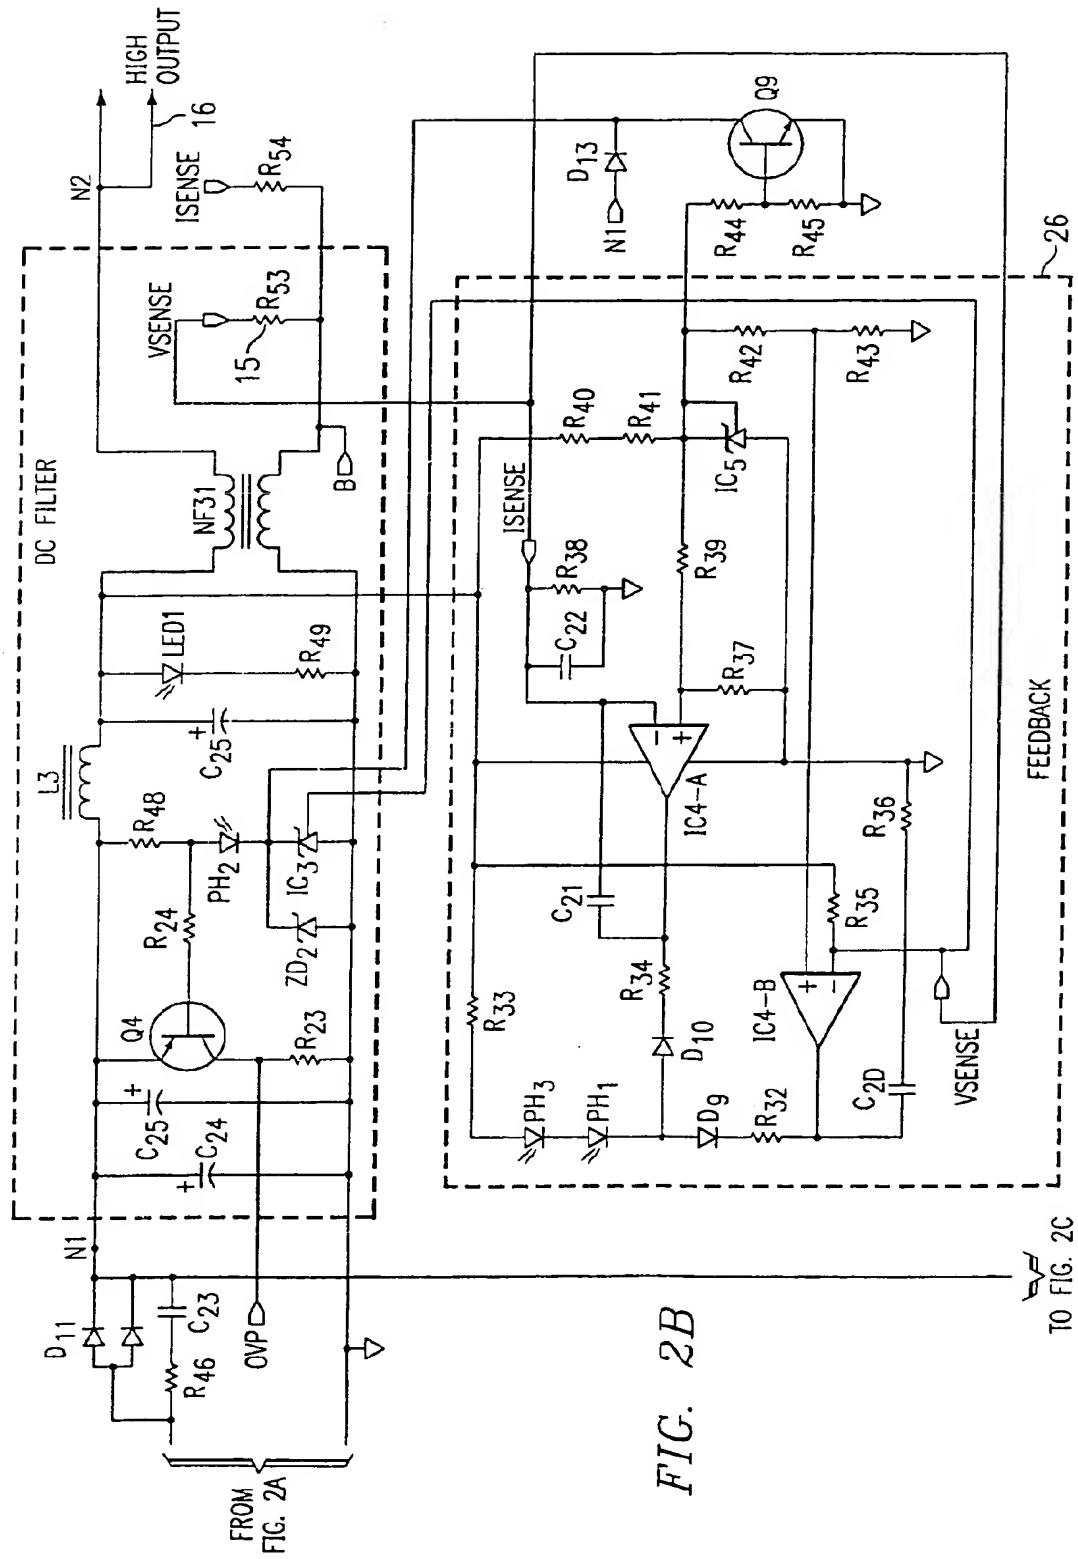 FROM
FIG. 2A
D11
N1
R46
C23
OVP
DC FILTER
C25
C24
Q4
R23
R24
R48
PH2
ZD2
IC3
L3
C25
LED1
R49
NF31
B
VSENSE
15
R53
N2
HIGH
OUTPUT
16
ISENSE
R54
R33
PH3
PH1
D9
R32
D10
R34
C21
IC4-B
+
-
C2D
VSENSE
R35
R36
IC4-A
-
+
C22
R38
ISENSE
R37
R39
R40
R41
IC5
R42
R43
N1
D13
Q9
R44
R45
26
FEEDBACK
TO FIG. 2C
FIG. 2B